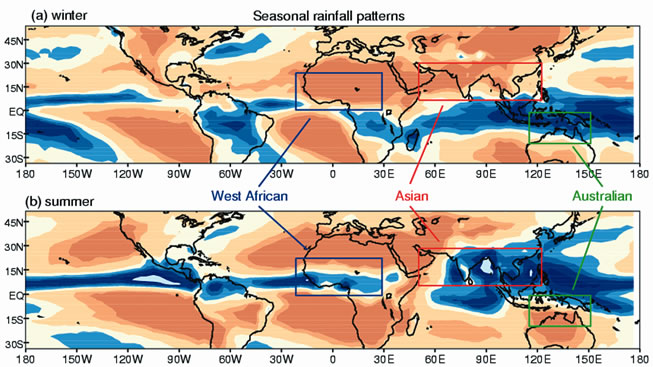 (a) winter Seasonal rainfall patterns
45N
30N
15N
EQ
15S
30S
180 150W 120W 90W 60W 30W 0 30E 60E 90E 120E 150E 180
West African Asian Australian
(b) summer
45N
30N
15N
EQ
15S
30S
180 150W 120W 90W 60W 30W 0 30E 60E 90E 120E 150E 180